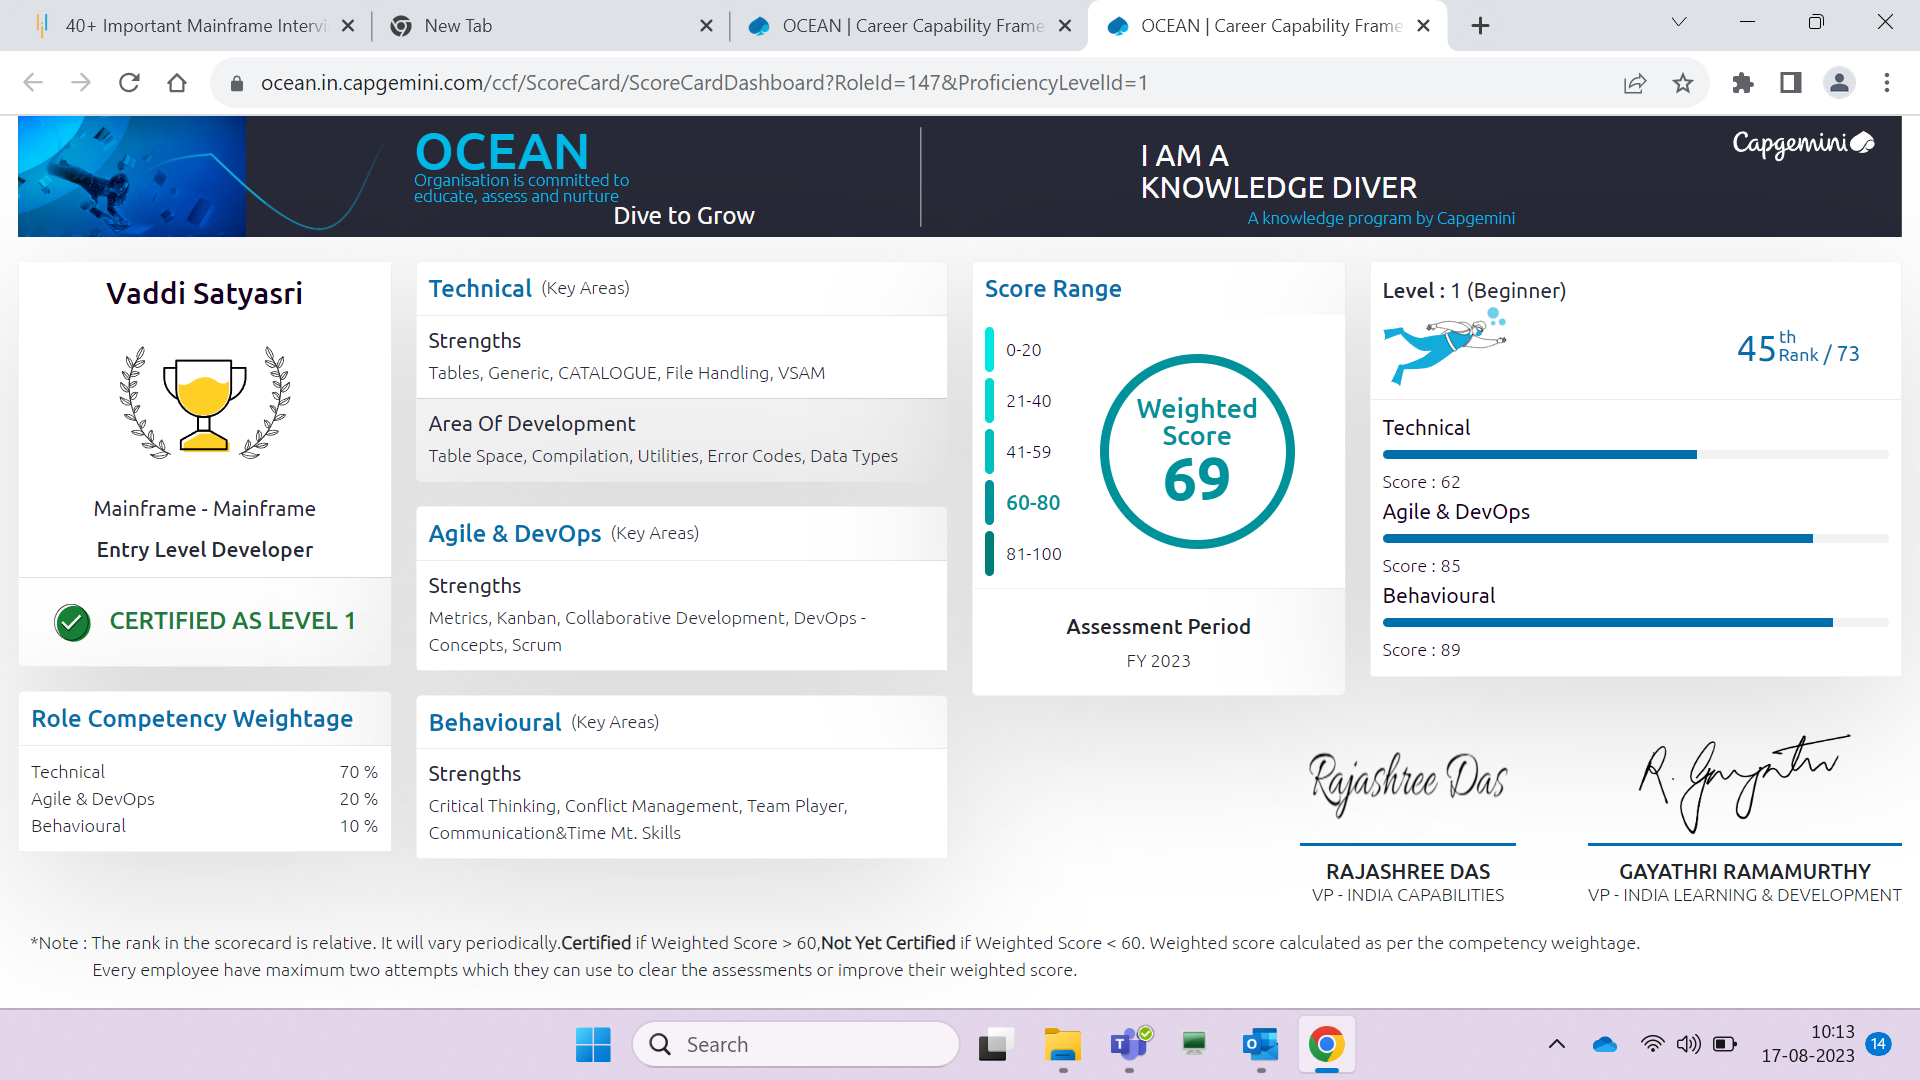 40+ Important Mainframe Intervi
New Tab
OCEAN | Career Capability Frame
OCEAN | Career Capability Frame
ocean.in.capgemini.com/ccf/ScoreCard/ScoreCardDashboard?RoleId=147&ProficiencyLevelId=1
OCEAN
Organisation is committed to
educate, assess and nurture
Dive to Grow
I AM A
KNOWLEDGE DIVER
A knowledge program by Capgemini
Capgemini
Vaddi Satyasri
Mainframe - Mainframe
Entry Level Developer
CERTIFIED AS LEVEL 1
Role Competency Weightage
Technical 70 %
Agile & DevOps 20 %
Behavioural 10 %
Technical (Key Areas)
Strengths
Tables, Generic, CATALOGUE, File Handling, VSAM
Area Of Development
Table Space, Compilation, Utilities, Error Codes, Data Types
Agile & DevOps (Key Areas)
Strengths
Metrics, Kanban, Collaborative Development, DevOps -
Concepts, Scrum
Behavioural (Key Areas)
Strengths
Critical Thinking, Conflict Management, Team Player,
Communication&Time Mt. Skills
Score Range
0-20
21-40
41-59
60-80
81-100
Weighted
Score
69
Assessment Period
FY 2023
Level : 1 (Beginner)
45th Rank / 73
Technical
Score : 62
Agile & DevOps
Score : 85
Behavioural
Score : 89
Rajashree Das
RAJASHREE DAS
VP - INDIA CAPABILITIES
GAYATHRI RAMAMURTHY
VP - INDIA LEARNING & DEVELOPMENT
*Note : The rank in the scorecard is relative. It will vary periodically.Certified if Weighted Score > 60,Not Yet Certified if Weighted Score < 60. Weighted score calculated as per the competency weightage.
Every employee have maximum two attempts which they can use to clear the assessments or improve their weighted score.
Search
10:13
17-08-2023
14